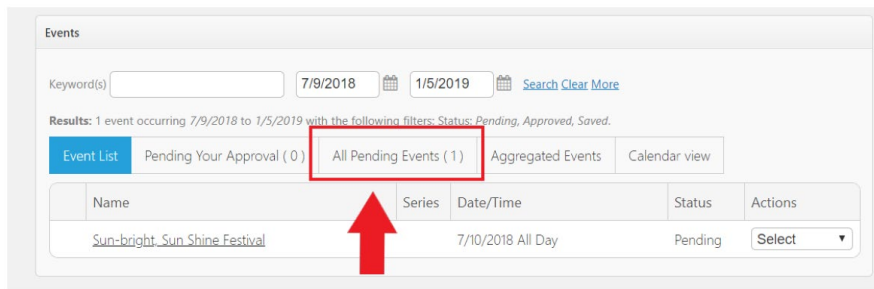 Events
Keyword(s) 7/9/2018 1/5/2019 Search Clear More
Results: 1 event occurring 7/9/2018 to 1/5/2019 with the following filters: Status: Pending, Approved, Saved.
Event List Pending Your Approval ( 0 ) All Pending Events ( 1 ) Aggregated Events Calendar view
Name Series Date/Time Status Actions
Sun-bright, Sun Shine Festival 7/10/2018 All Day Pending Select